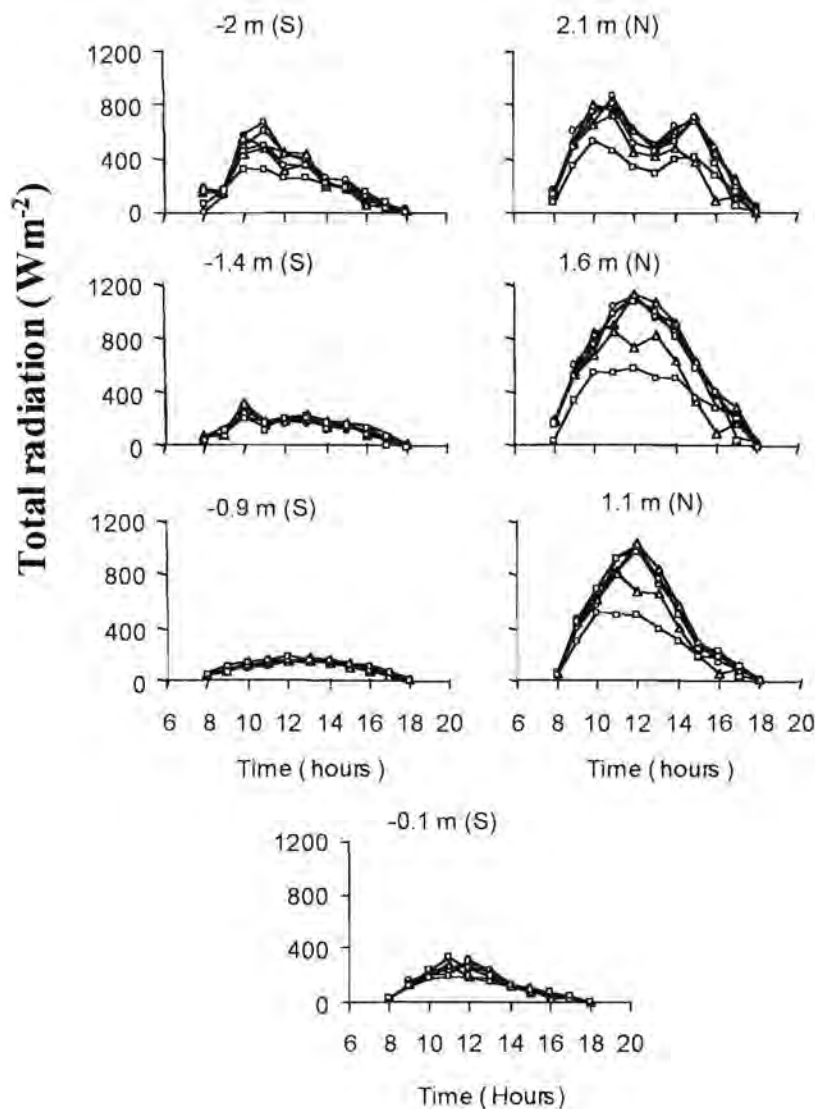 -2 m (S)
2.1 m (N)
1200
800
400
0
-1.4 m (S)
1.6 m (N)
1200
800
400
0
-0.9 m (S)
1.1 m (N)
1200
800
400
0
6 8 10 12 14 16 18 20
6 8 10 12 14 16 18 20
Time (hours)
Time (hours)
Total radiation (Wm-2)
-0.1 m (S)
1200
800
400
0
6 8 10 12 14 16 18 20
Time (Hours)